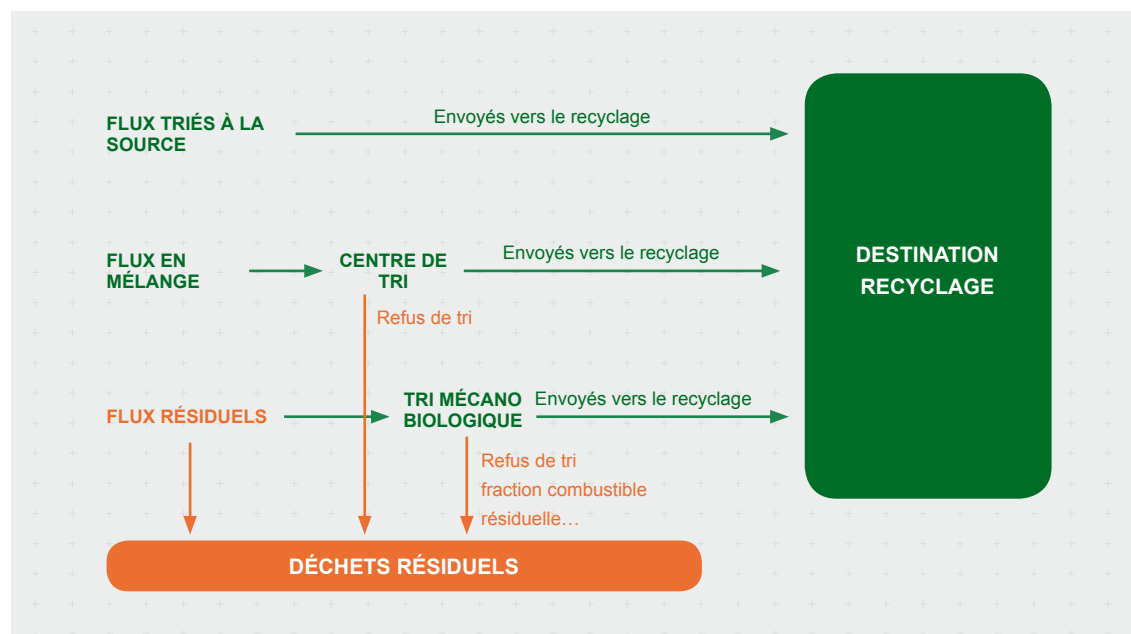 FLUX TRIÉS À LA
SOURCE
Envoyés vers le recyclage
FLUX EN
MÉLANGE
CENTRE DE
TRI
Envoyés vers le recyclage
DESTINATION
RECYCLAGE
Refus de tri
FLUX RÉSIDUELS
TRI MÉCANO
BIOLOGIQUE
Envoyés vers le recyclage
Refus de tri
fraction combustible
résiduelle…
DÉCHETS RÉSIDUELS